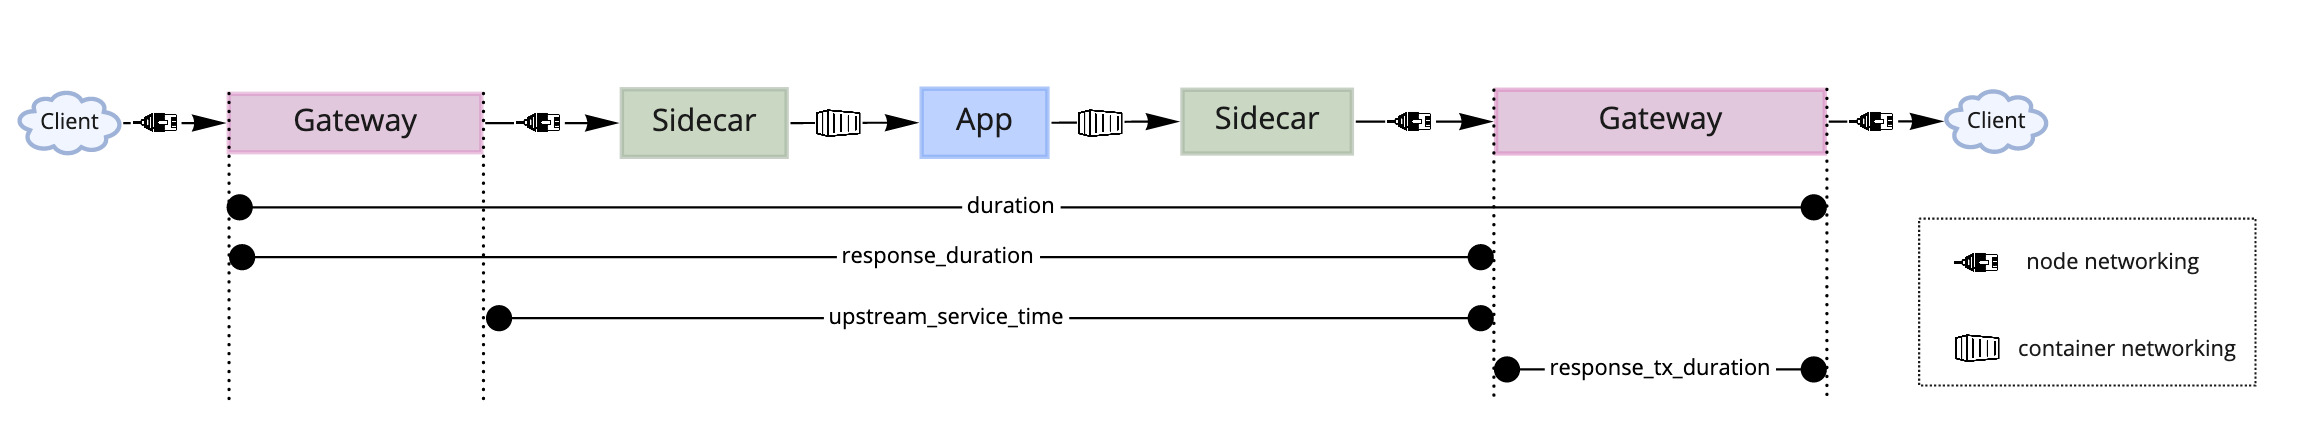 Client
Gateway
Sidecar
App
Sidecar
Gateway
Client
duration
response_duration
upstream_service_time
response_tx_duration
node networking
container networking